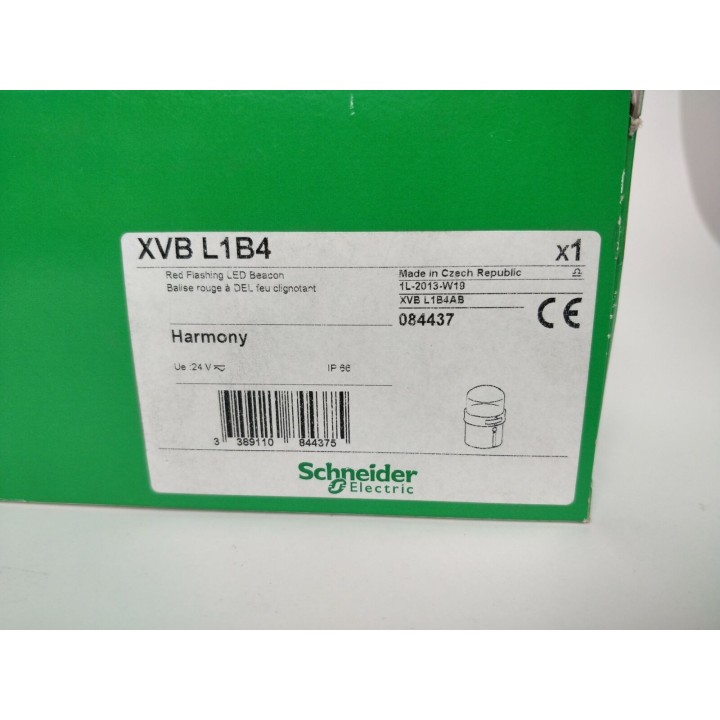 XVB L1B4 x1
Red Flashing LED Beacon
Balise rouge à DEL feu clignotant
Made in Czech Republic
1L-2013-W19
XVB L1B4AB
084437
CE
Harmony
Ue :24 V IP 66
3 389110 844375
Schneider
Electric